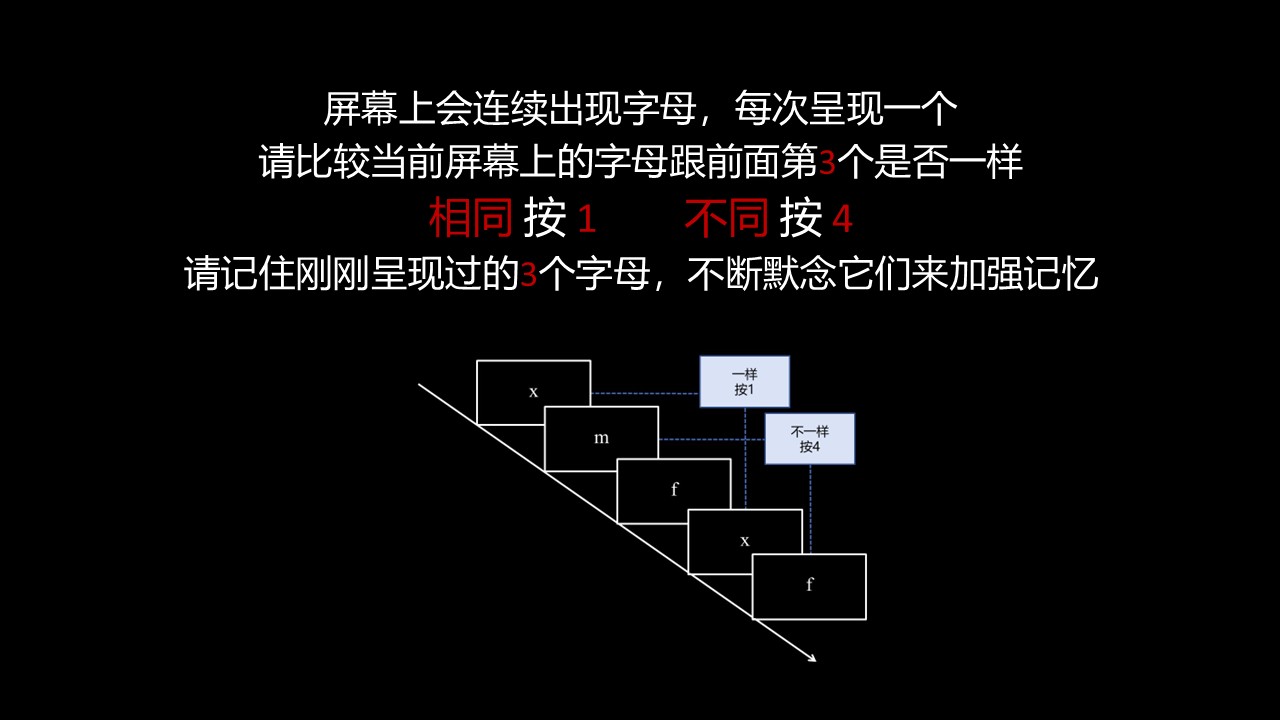 屏幕上会连续出现字母，每次呈现一个
请比较当前屏幕上的字母跟前面第3个是否一样
相同 按 1 不同 按 4
请记住刚刚呈现过的3个字母，不断默念它们来加强记忆
x
一样
按1
m
不一样
按4
f
x
f